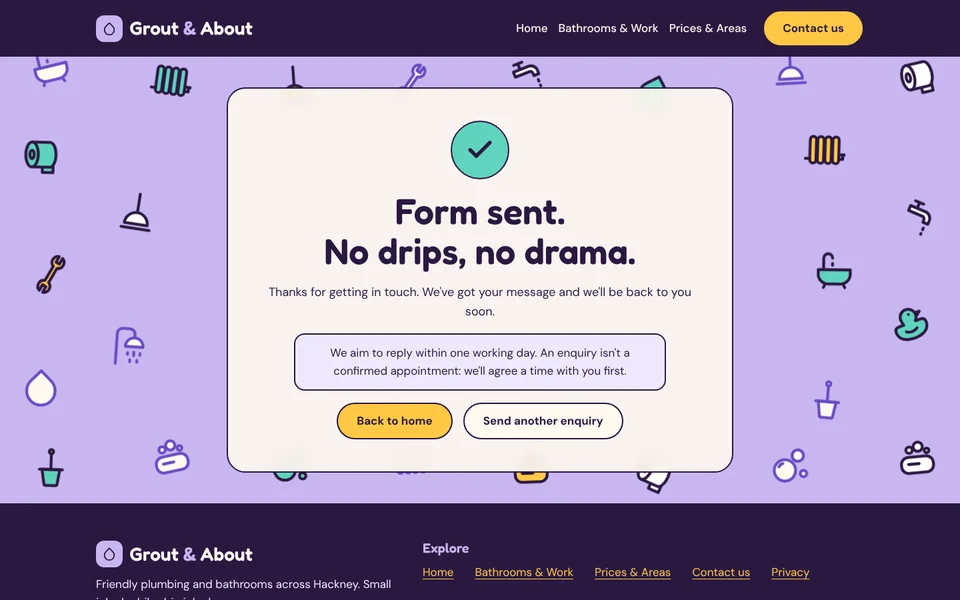 Grout & About
Home
Bathrooms & Work
Prices & Areas
Contact us
Form sent.
No drips, no drama.
Thanks for getting in touch. We've got your message and we'll be back to you
soon.
We aim to reply within one working day. An enquiry isn't a
confirmed appointment: we'll agree a time with you first.
Back to home
Send another enquiry
Grout & About
Friendly plumbing and bathrooms across Hackney. Small
Explore
Home
Bathrooms & Work
Prices & Areas
Contact us
Privacy